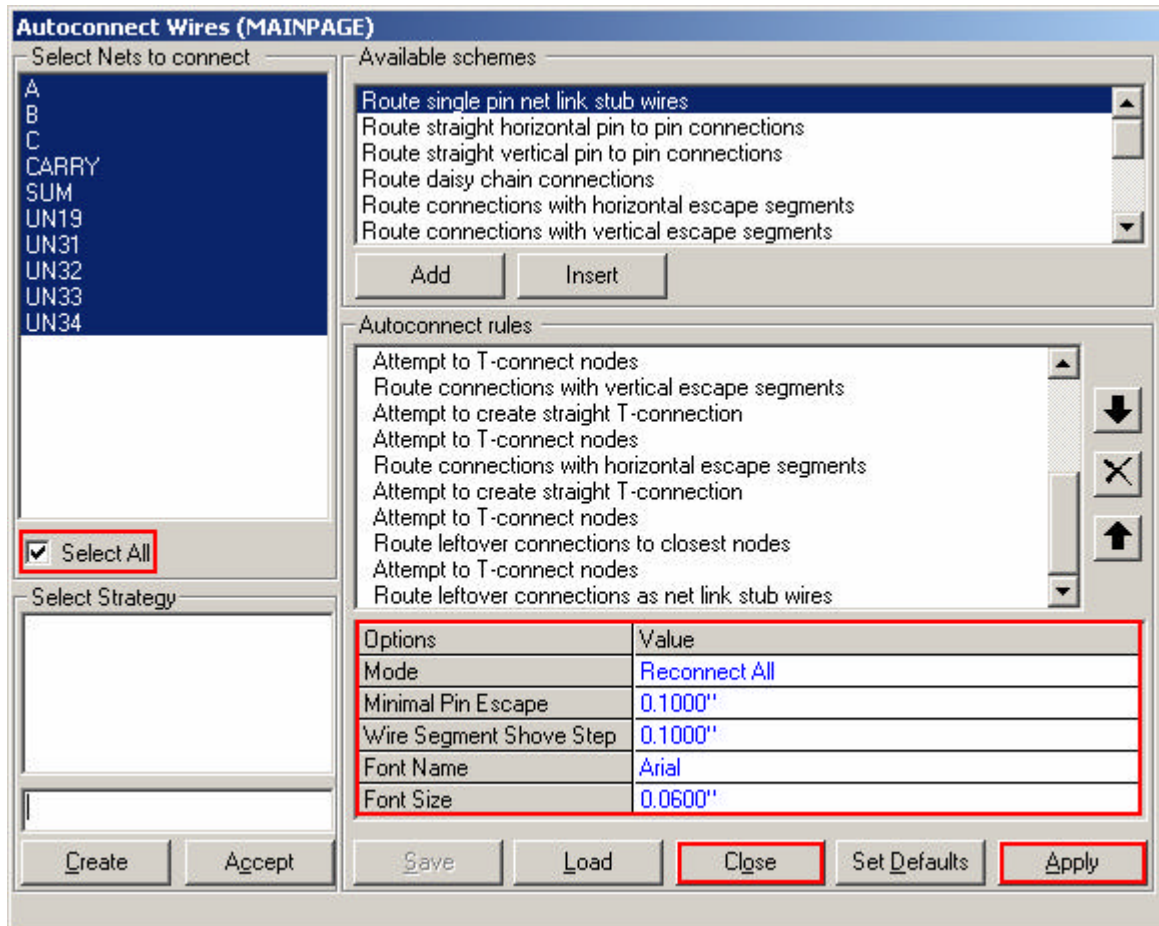 Autoconnect Wires (MAINPAGE)
Select Nets to connect
A
B
C
CARRY
SUM
UN19
UN31
UN32
UN33
UN34
Select All
Select Strategy
Create
Accept
Available schemes
Route single pin net link stub wires
Route straight horizontal pin to pin connections
Route straight vertical pin to pin connections
Route daisy chain connections
Route connections with horizontal escape segments
Route connections with vertical escape segments
Add
Insert
Autoconnect rules
Attempt to T-connect nodes
Route connections with vertical escape segments
Attempt to create straight T-connection
Attempt to T-connect nodes
Route connections with horizontal escape segments
Attempt to create straight T-connection
Attempt to T-connect nodes
Route leftover connections to closest nodes
Attempt to T-connect nodes
Route leftover connections as net link stub wires
Options Value
Mode Reconnect All
Minimal Pin Escape 0.1000"
Wire Segment Shove Step 0.1000"
Font Name Arial
Font Size 0.0600"
Save
Load
Close
Set Defaults
Apply